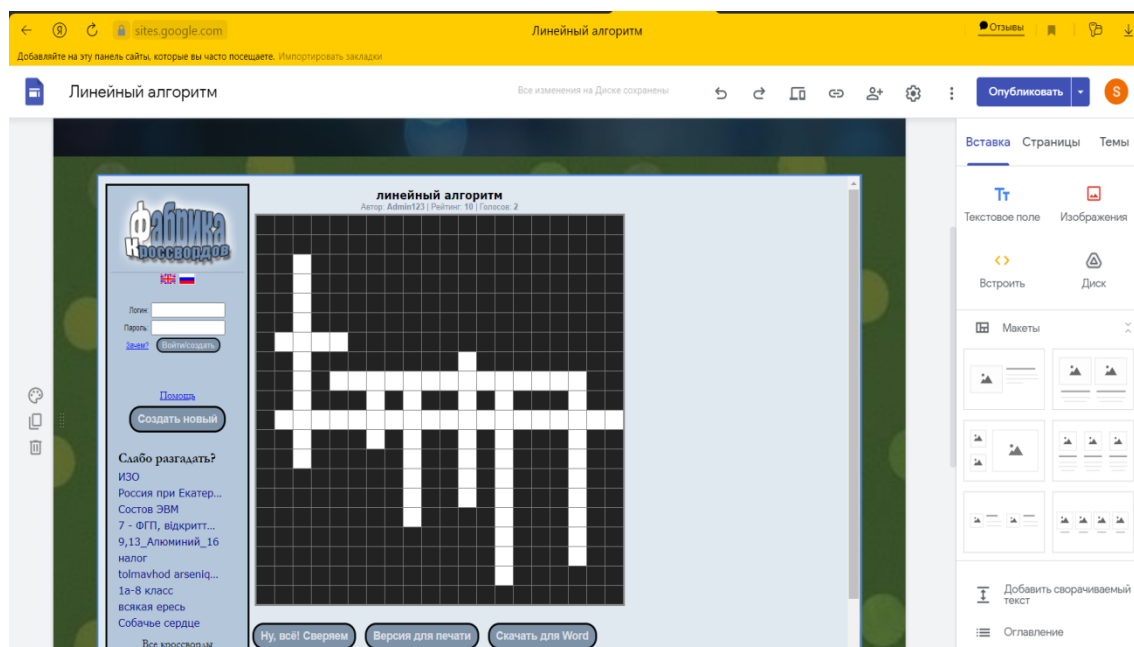 sites.google.com
Линейный алгоритм
Отзывы
Добавляйте на эту панель сайты, которые вы часто посещаете. Импортировать закладки
Линейный алгоритм
Все изменения на Диске сохранены
Опубликовать
S
Вставка Страницы Темы
Текстовое поле Изображения
Встроить Диск
Макеты
Добавить сворачиваемый
текст
Оглавление
Фабрика
Кроссвордов
Логин:
Пароль:
Зачем? Войти/создать
Помощь
Создать новый
Слабо разгадать?
ИЗО
Россия при Екатер...
Состов ЭВМ
7 - ФГП, відкритт...
9,13_Алюминий_16
налог
tolmavhod arseniq...
1а-8 класс
всякая ересь
Собачье сердце
Все кроссворды
линейный алгоритм
Автор: Admin123 | Рейтинг: 10 | Голосов: 2
Ну, всё! Сверяем Версия для печати Скачать для Word